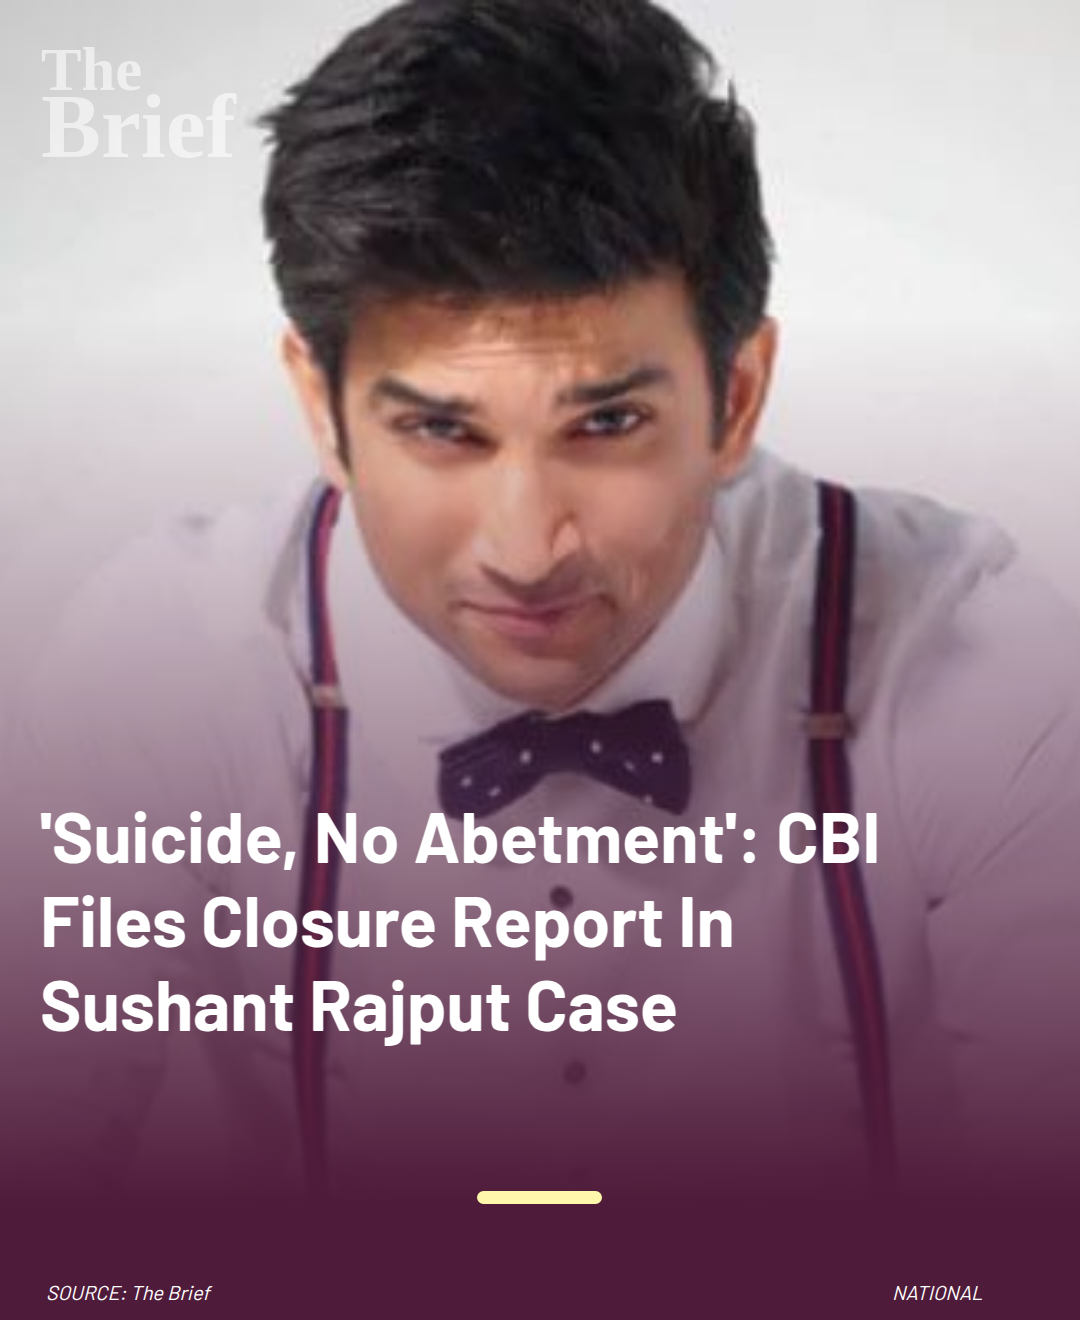 The
Brief
'Suicide, No Abetment': CBI
Files Closure Report In
Sushant Rajput Case
SOURCE: The Brief
NATIONAL